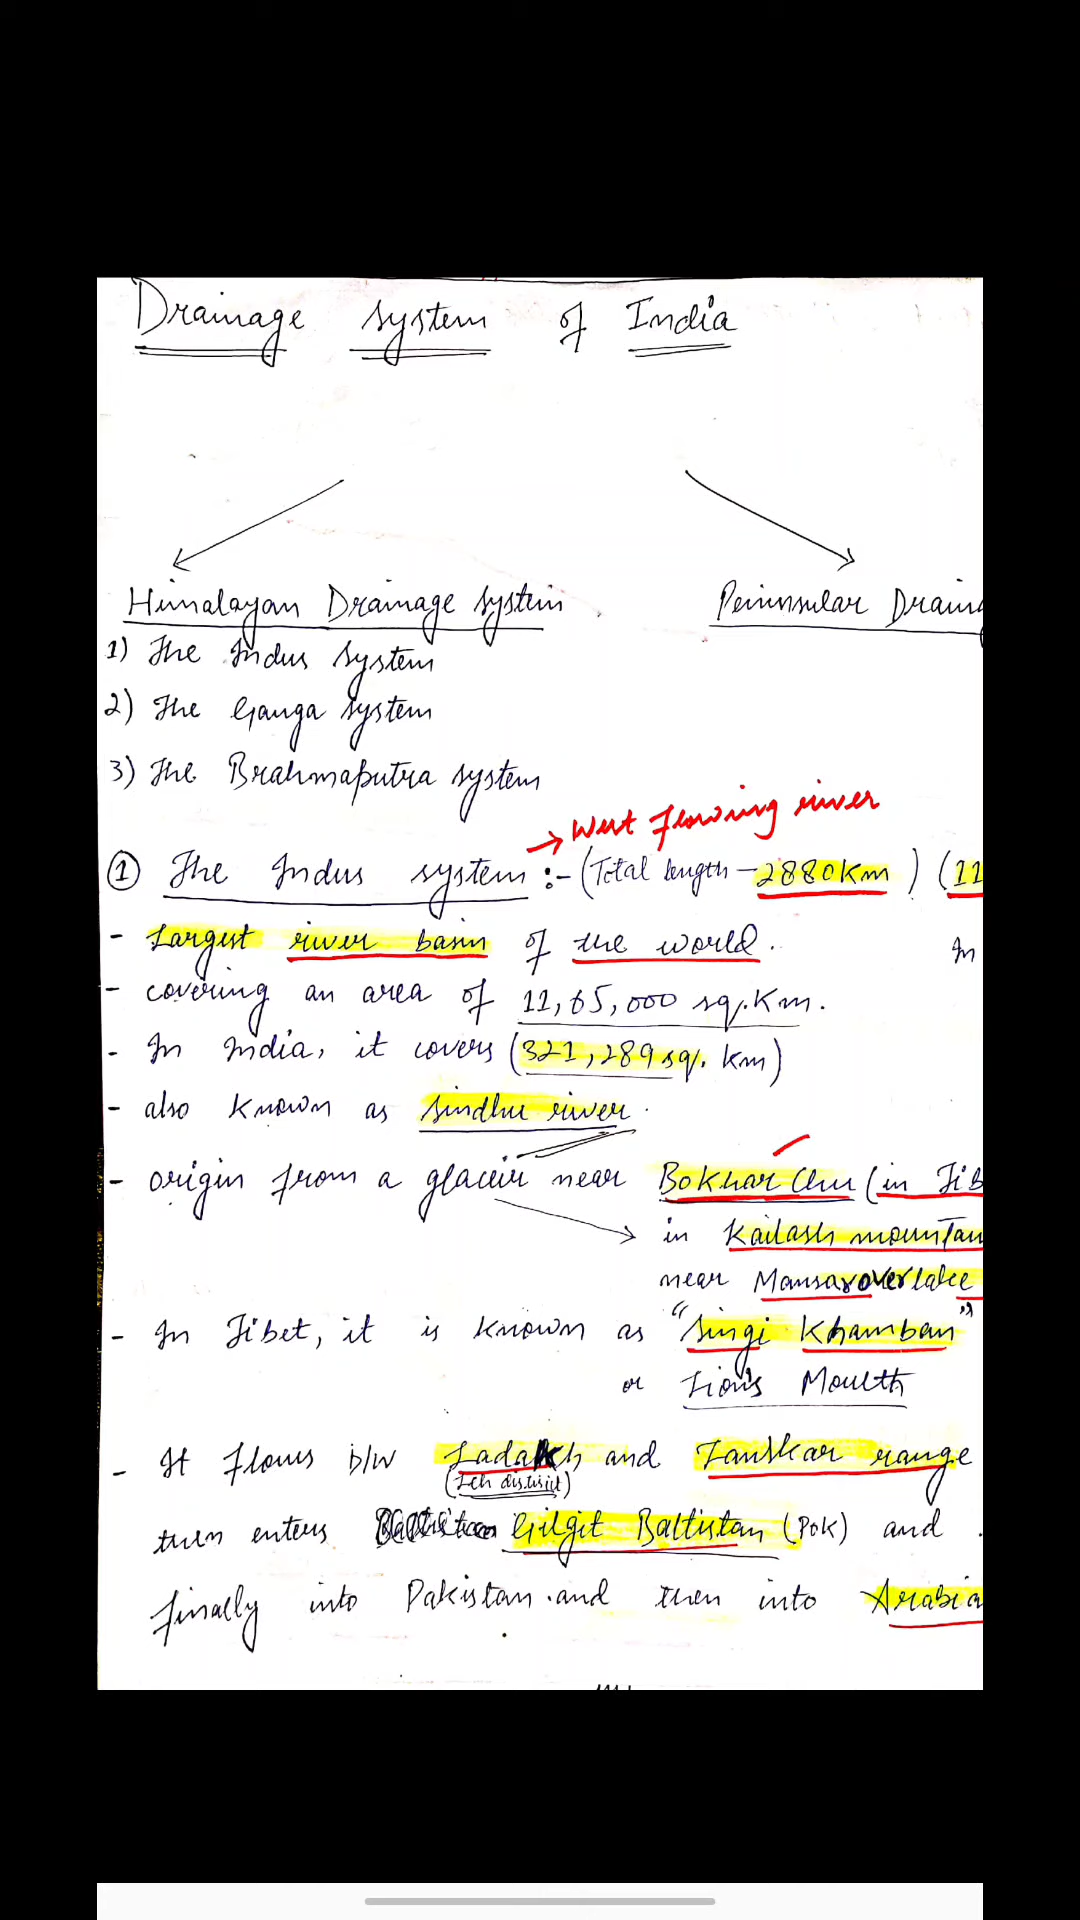 Drainage system of India
Himalayan Drainage system
Peninsular Drainag
1) The Indus system
2) The Ganga system
3) The Brahmaputra system
→ West flowing river
① The Indus system :- (Total length - 2880Km) (11
In
- Largest river basin of the world.
- covering an area of 11,65,000 sq.Km.
- In India, it covers (321,289 sq. km)
- also known as Sindhu river.
- origin from a glacier near Bokhar Chu (in Tib
→ in Kailash mountan
near Mansarover lake
- In Tibet, it is known as "Singi Khamban"
or Lion's Mouth
- It flows b/w Ladakh and Zanskar range
(Leh district)
then enters Gilgit Baltistan (POK) and
finally into Pakistan and then into Arabia